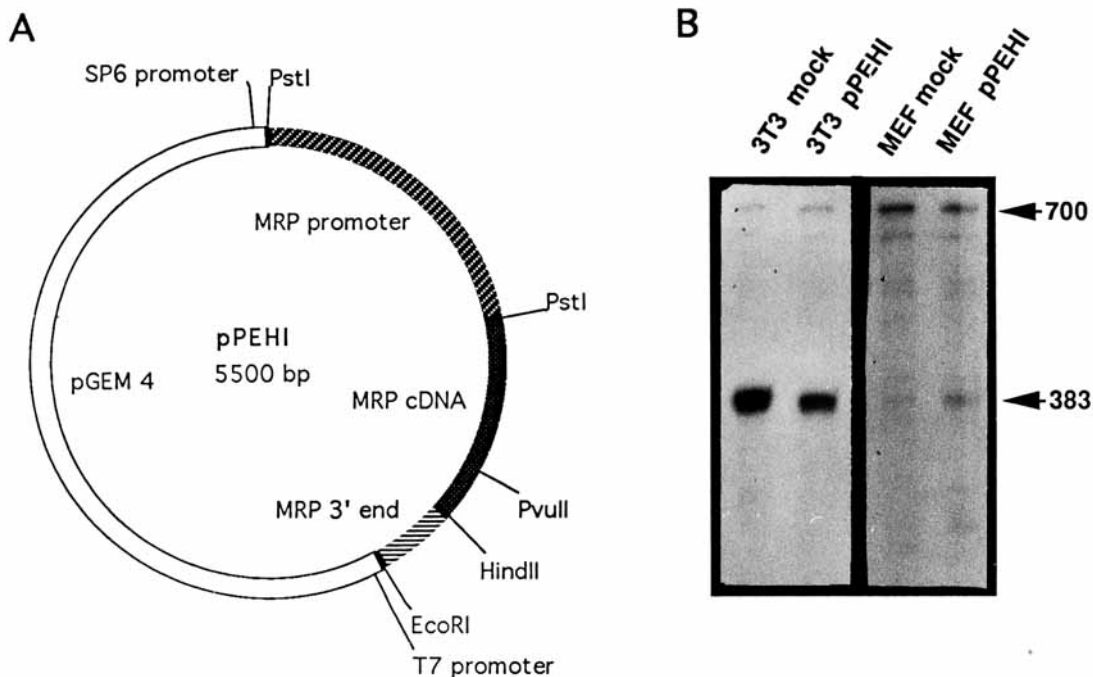 A
SP6 promoter
PstI
MRP promoter
PstI
pPEHI
5500 bp
pGEM 4
MRP cDNA
MRP 3' end
PvuII
HindII
EcoRI
T7 promoter
B
3T3 mock
3T3 pPEHI
MEF mock
MEF pPEHI
700
383